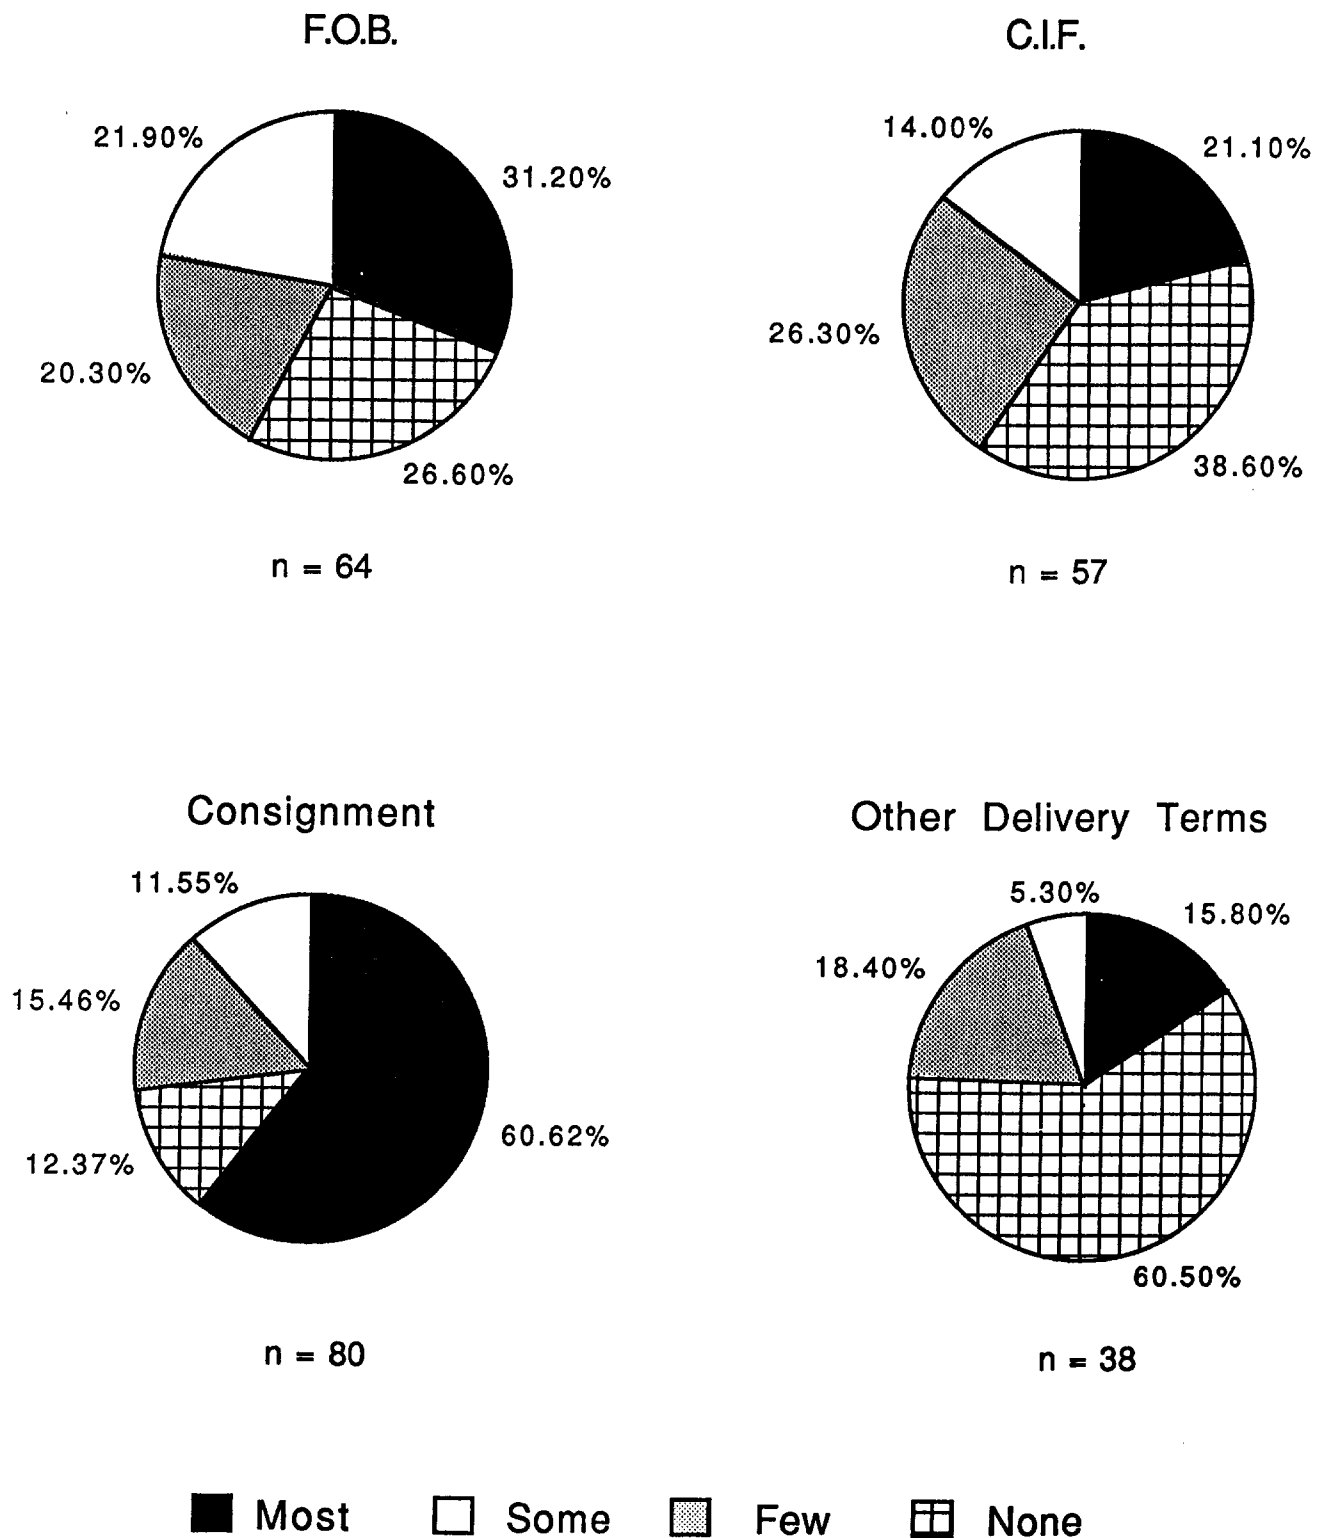 F.O.B.
C.I.F.
21.90%
31.20%
20.30%
26.60%
n = 64
14.00%
21.10%
26.30%
38.60%
n = 57
Consignment
11.55%
15.46%
60.62%
12.37%
n = 80
Other Delivery Terms
5.30%
15.80%
18.40%
60.50%
n = 38
Most Some Few None